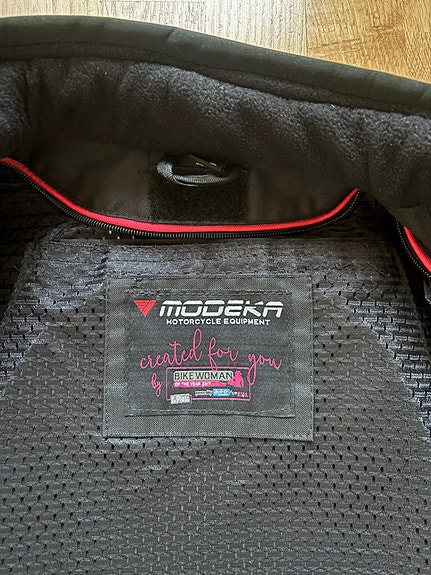 MODEKA
MOTORCYCLE EQUIPMENT
created for you
by BIKEWOMAN
OF THE YEAR 2017